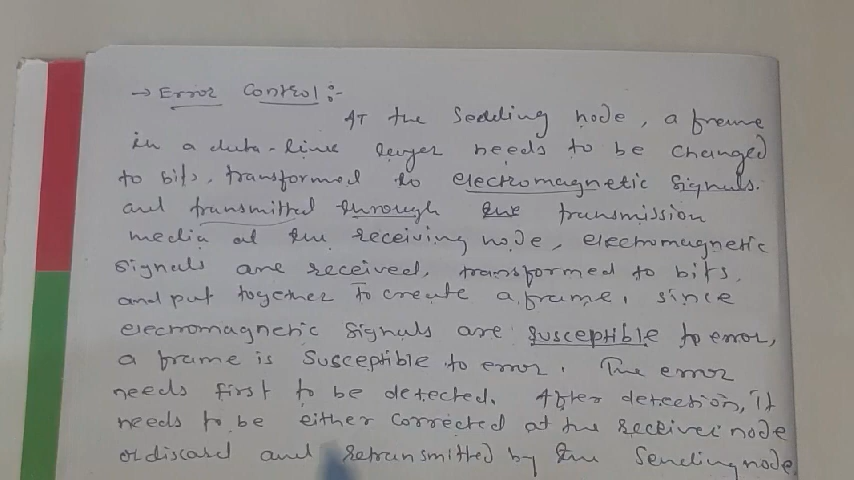 → Error Control :-
At the Sedding node, a frame
in a data-link layer needs to be changed
to bits, transformed to electromagnetic signals.
and transmitted through the transmission
media at the receiving node, electromagnetic
signals are received, transformed to bits,
and put together to create a frame. since
elecromagnetic signals are susceptible to error,
a frame is susceptible to error. The error
needs first to be detected. After detection, it
needs to be either corrected at the receiver node
or discard and retransmitted by the sending node.